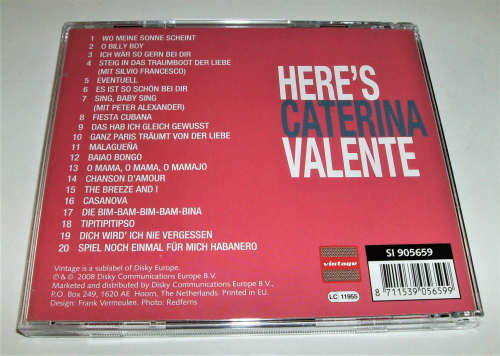 1 WO MEINE SONNE SCHEINT
2 O BILLY BOY
3 ICH WÄR SO GERN BEI DIR
4 STEIG IN DAS TRAUMBOOT DER LIEBE
(MIT SILVIO FRANCESCO)
5 EVENTUELL
6 ES IST SO SCHÖN BEI DIR
7 SING, BABY SING
(MIT PETER ALEXANDER)
8 FIESTA CUBANA
9 DAS HAB ICH GLEICH GEWUSST
10 GANZ PARIS TRÄUMT VON DER LIEBE
11 MALAGUEÑA
12 BAIAO BONGO
13 O MAMA, O MAMA, O MAMAJO
14 CHANSON D'AMOUR
15 THE BREEZE AND I
16 CASANOVA
17 DIE BIM-BAM-BIM-BAM-BINA
18 TIPITIPITIPSO
19 DICH WIRD' ICH NIE VERGESSEN
20 SPIEL NOCH EINMAL FÜR MICH HABANERO
HERE'S
CATERINA
VALENTE
Vintage is a sublabel of Disky Europe.
℗ & © 2008 Disky Communications Europe B.V.
Marketed and distributed by Disky Communications Europe B.V.,
P.O. Box 249, 1620 AE Hoorn, The Netherlands. Printed in EU.
Design: Frank Vermeulen. Photo: Redferns
vintage
LC 11955
SI 905659
8 711539 056599